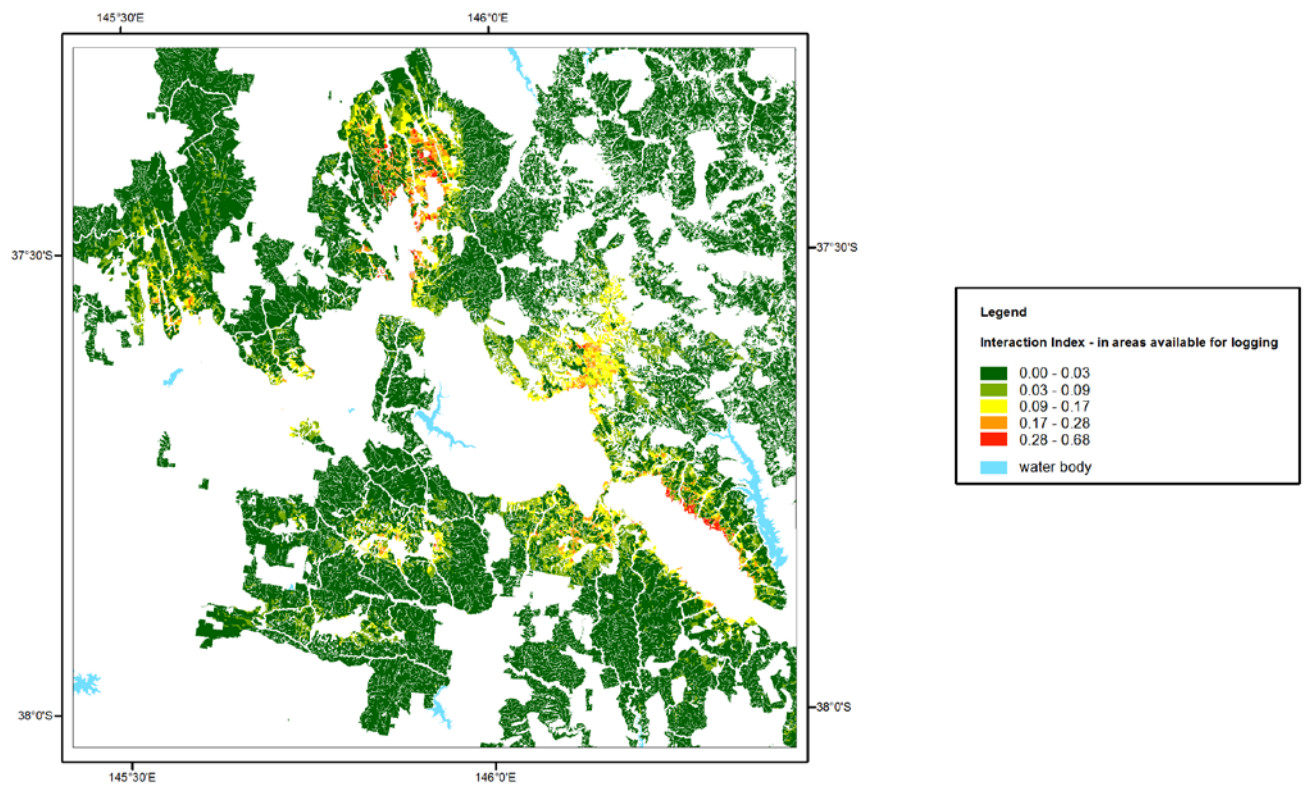 145°30'E 146°0'E
37°30'S 37°30'S
Legend
Interaction Index - in areas available for logging
0.00 - 0.03
0.03 - 0.09
0.09 - 0.17
0.17 - 0.28
0.28 - 0.68
water body
38°0'S 38°0'S
145°30'E 146°0'E